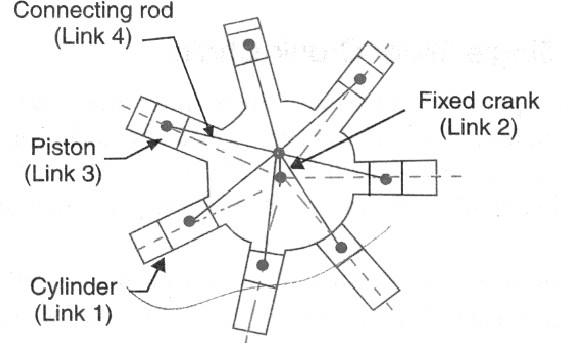 Connecting rod
(Link 4)
Fixed crank
(Link 2)
Piston
(Link 3)
Cylinder
(Link 1)